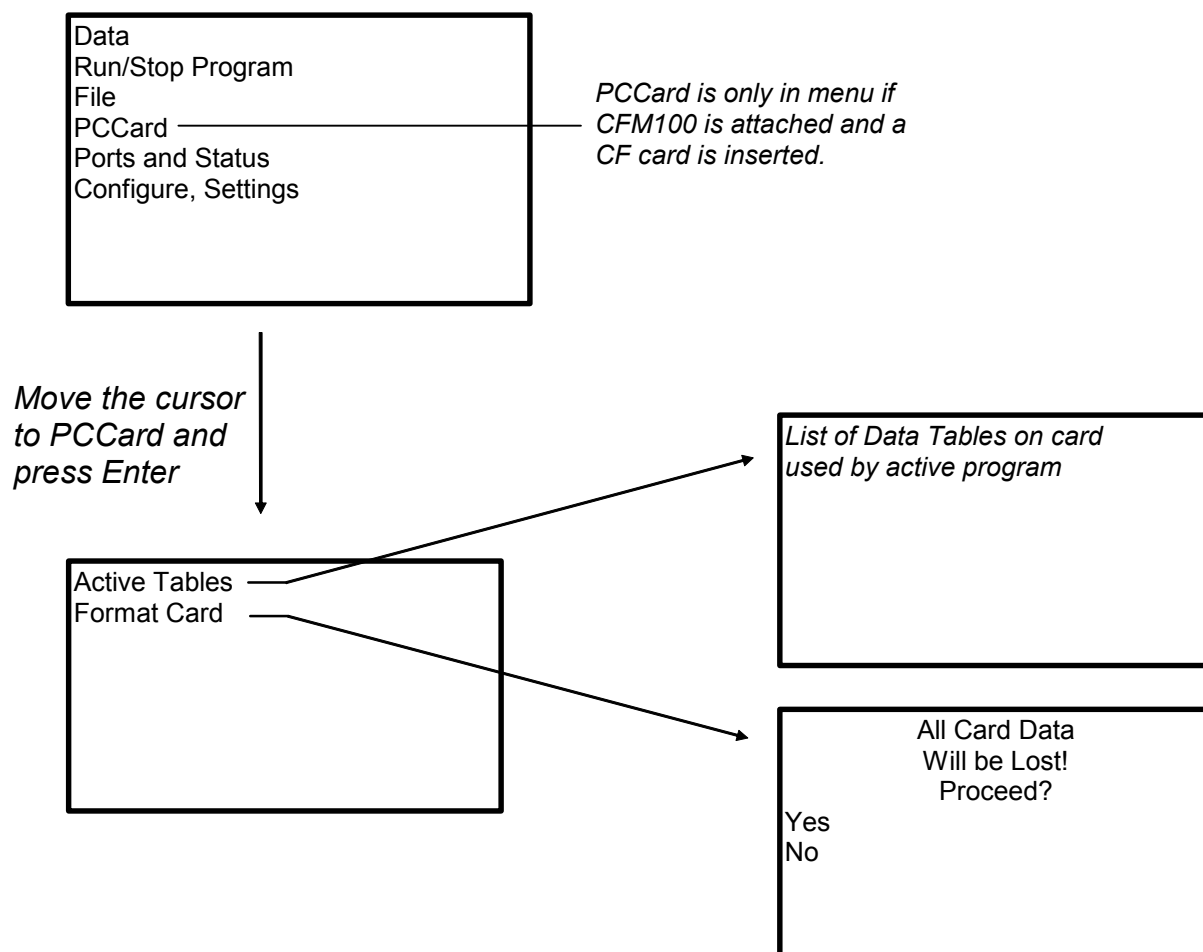 Data
Run/Stop Program
File
PCCard
Ports and Status
Configure, Settings
PCCard is only in menu if
CFM100 is attached and a
CF card is inserted.
Move the cursor
to PCCard and
press Enter
Active Tables
Format Card
List of Data Tables on card
used by active program
All Card Data
Will be Lost!
Proceed?
Yes
No